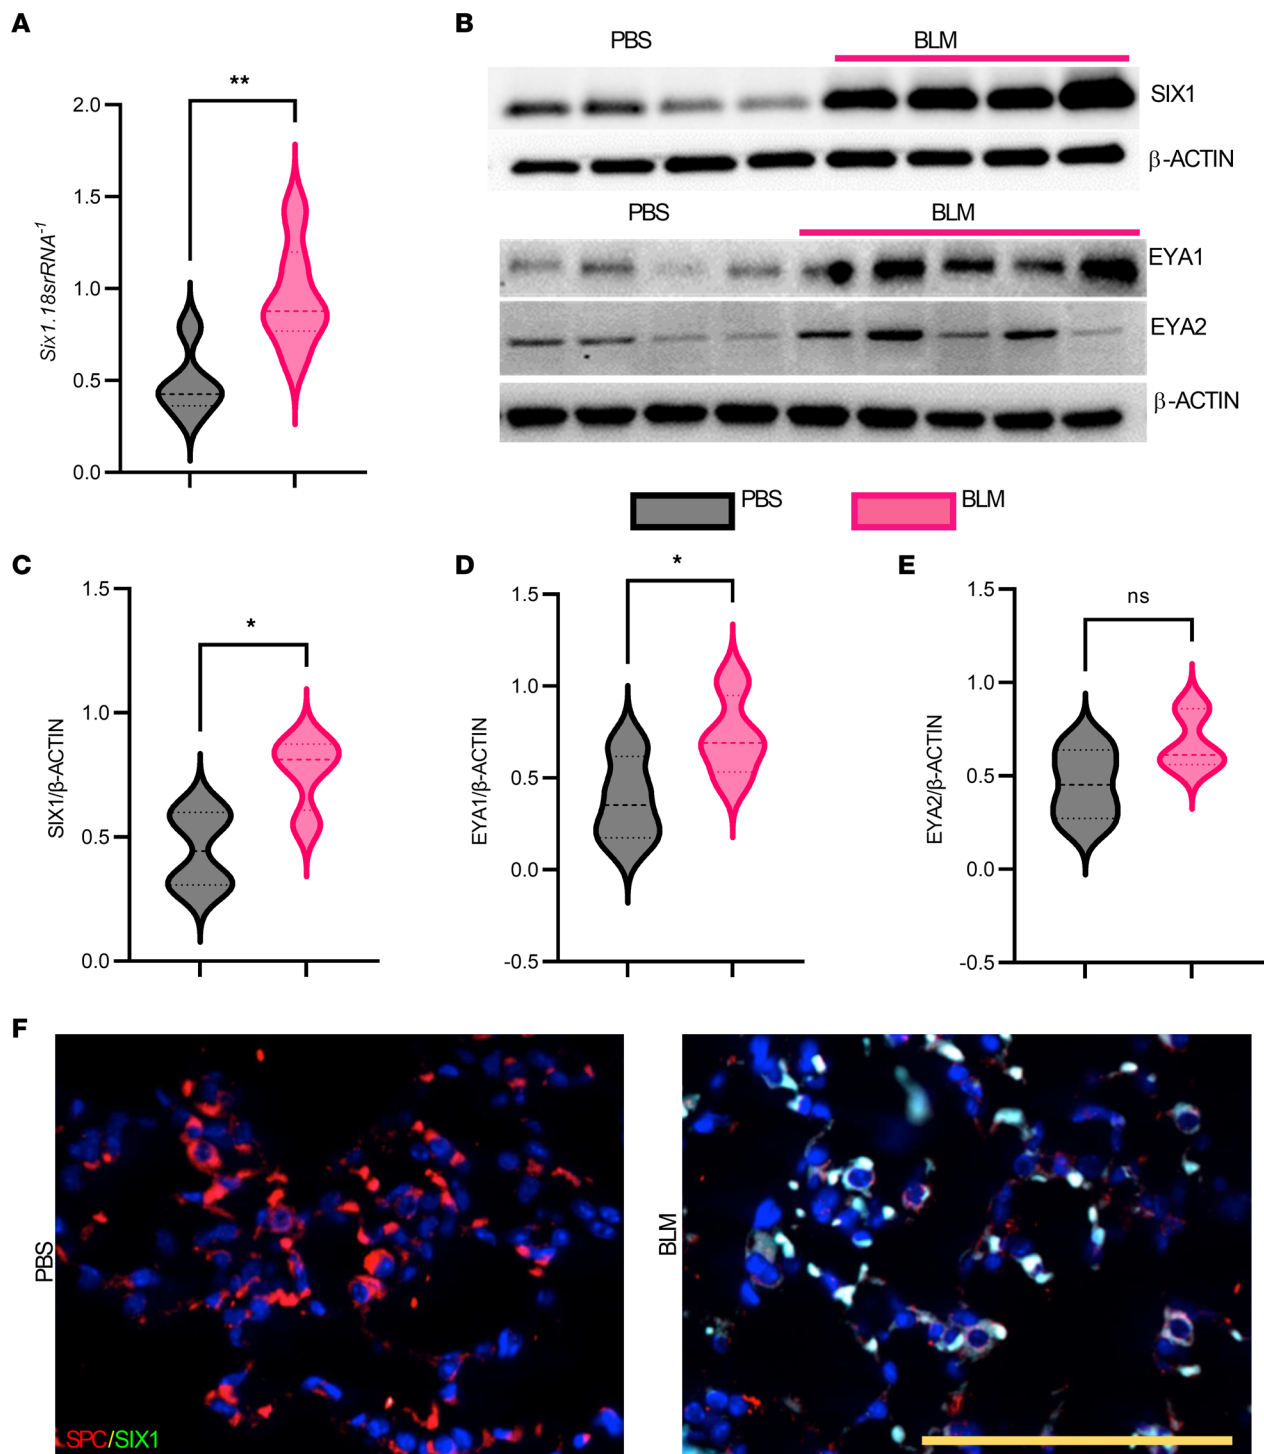 A
**
2.0
1.5
1.0
0.5
0.0
Six1.18srRNA⁻¹
B
PBS BLM
SIX1
β-ACTIN
PBS BLM
EYA1
EYA2
β-ACTIN
PBS BLM
C
*
1.5
1.0
0.5
0.0
SIX1/β-ACTIN
D
*
1.5
1.0
0.5
0.0
-0.5
EYA1/β-ACTIN
E
ns
1.5
1.0
0.5
0.0
-0.5
EYA2/β-ACTIN
F
PBS
SPC/SIX1
BLM